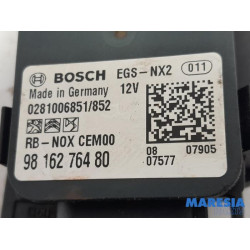 BOSCH EGS-NX2 011
Made in Germany 12V
0281006851/852
RB-NOX CEM00
98 162 764 80
08 07905
07577
MARESIA